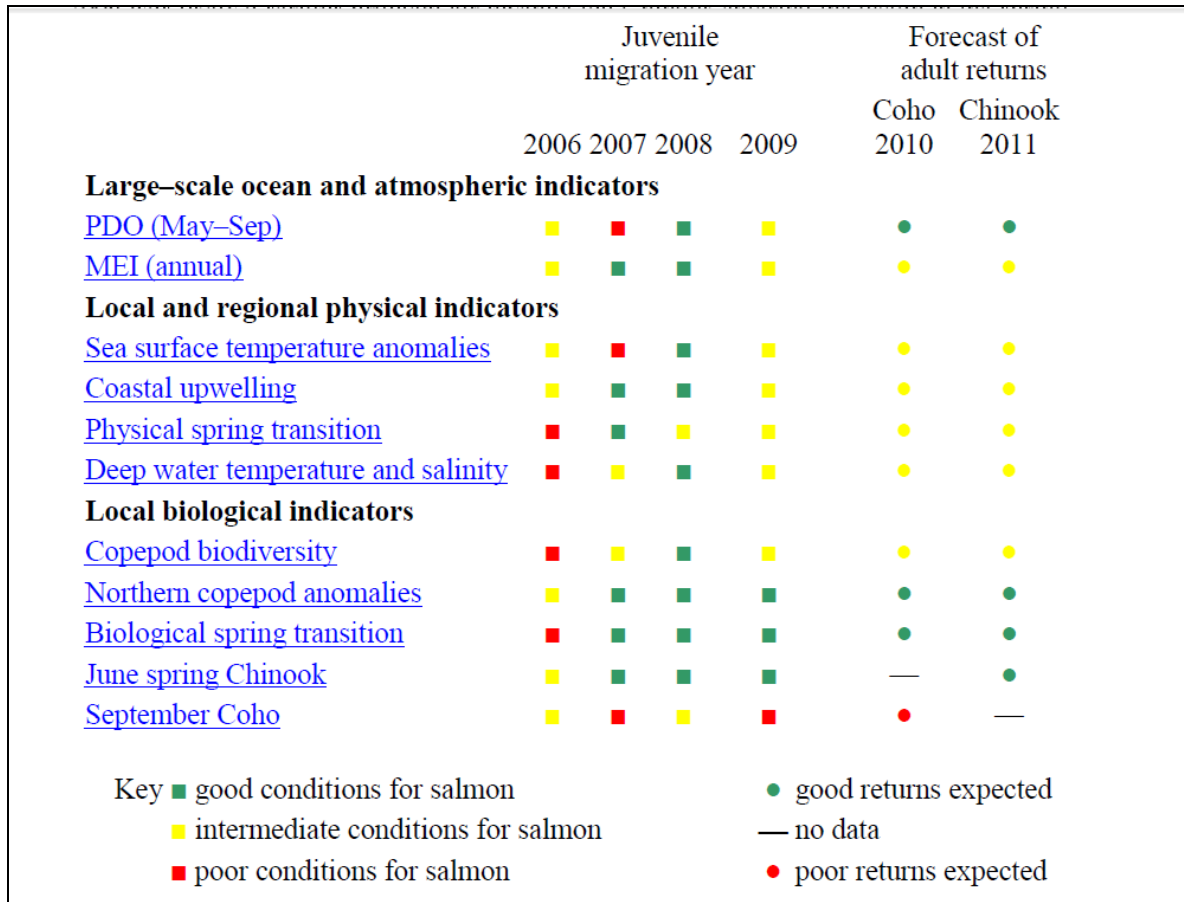 Juvenile
migration year
Forecast of
adult returns
Coho Chinook
2006 2007 2008 2009 2010 2011
Large–scale ocean and atmospheric indicators
PDO (May–Sep)
MEI (annual)
Local and regional physical indicators
Sea surface temperature anomalies
Coastal upwelling
Physical spring transition
Deep water temperature and salinity
Local biological indicators
Copepod biodiversity
Northern copepod anomalies
Biological spring transition
June spring Chinook —
September Coho —
Key ■ good conditions for salmon ● good returns expected
■ intermediate conditions for salmon — no data
■ poor conditions for salmon ● poor returns expected